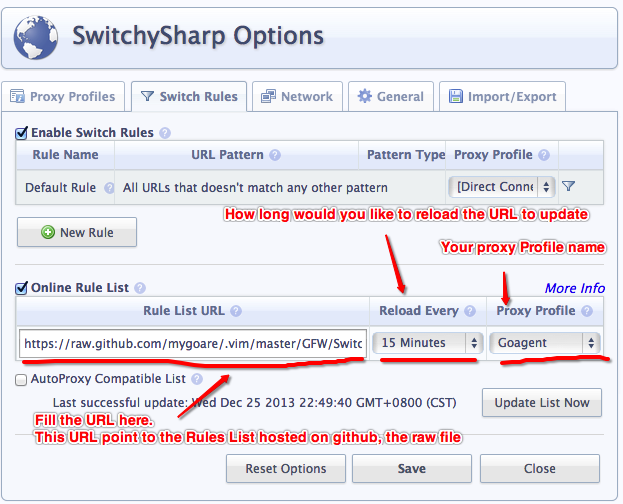 SwitchySharp Options
Proxy Profiles Switch Rules Network General Import/Export
Enable Switch Rules
Rule Name URL Pattern Pattern Type Proxy Profile
Default Rule All URLs that doesn't match any other pattern [Direct Conne
How long would you like to reload the URL to update
New Rule
Your proxy Profile name
Online Rule List More Info
Rule List URL Reload Every Proxy Profile
https://raw.github.com/mygoare/.vim/master/GFW/Switc 15 Minutes Goagent
AutoProxy Compatible List
Last successful update: Wed Dec 25 2013 22:49:40 GMT+0800 (CST) Update List Now
Fill the URL here.
This URL point to the Rules List hosted on github, the raw file
Reset Options Save Close